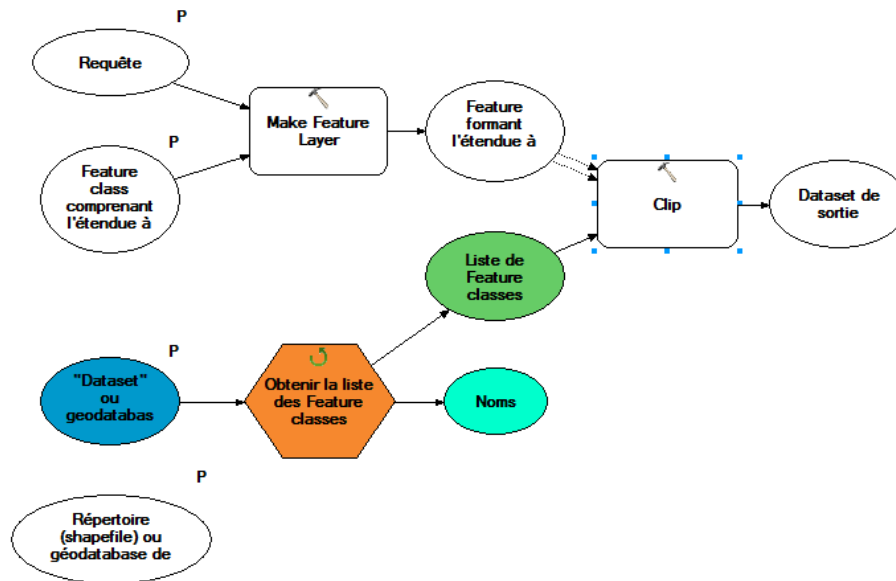 P
Requête
P
Feature
class
comprenant
l'étendue à
Make Feature
Layer
Feature
formant
l'étendue à
Clip
Dataset de
sortie
Liste de
Feature
classes
P
"Dataset"
ou
geodatabas
Obtenir la liste
des Feature
classes
Noms
P
Répertoire
(shapefile) ou
géodatabase de